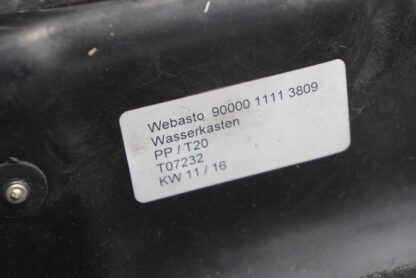 Webasto 90000 1111 3809
Wasserkasten
PP / T20
T07232
KW 11 / 16